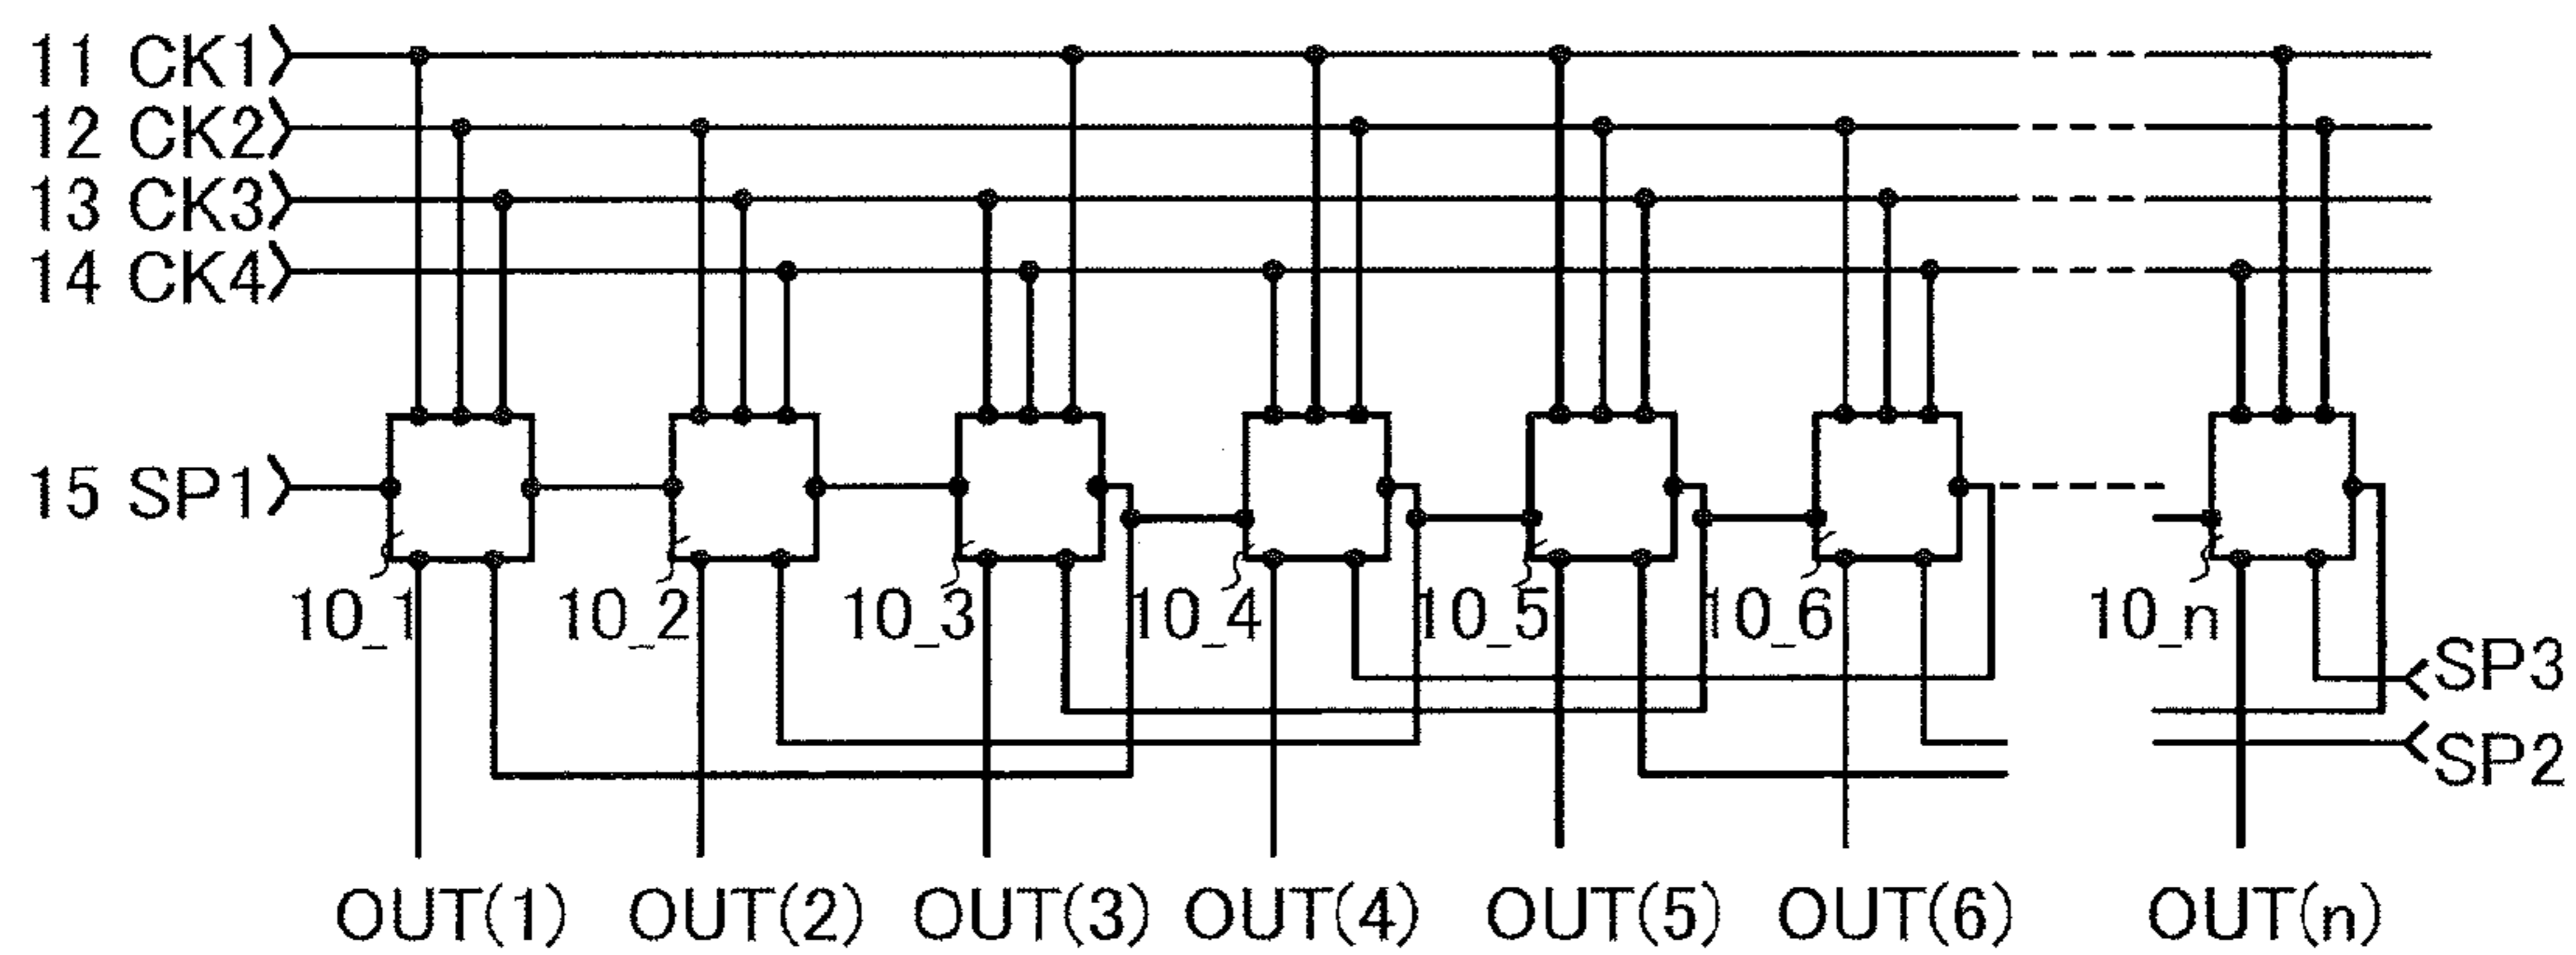 11 CK1
12 CK2
13 CK3
14 CK4
15 SP1
10_1 10_2 10_3 10_4 10_5 10_6 10_n
SP3
SP2
OUT(1) OUT(2) OUT(3) OUT(4) OUT(5) OUT(6) OUT(n)